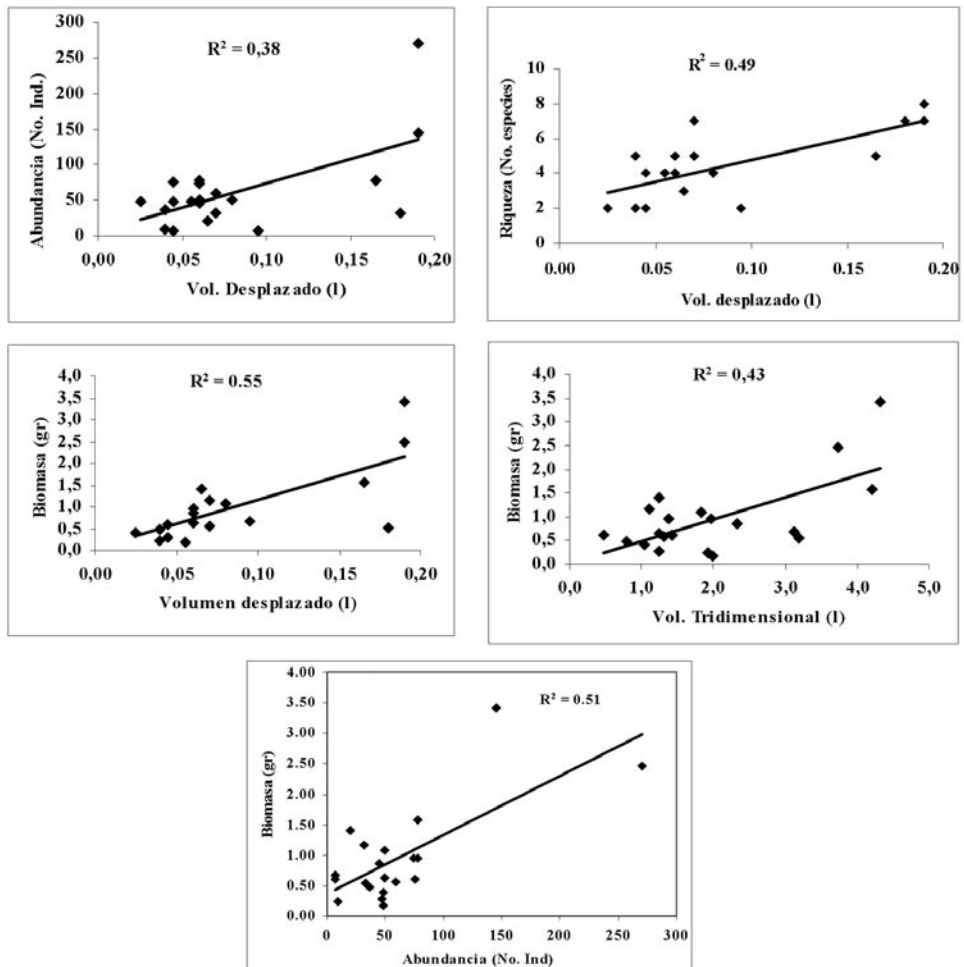 R² = 0,38
Abundancia (No. Ind.)
300
250
200
150
100
50
0
0,00 0,05 0,10 0,15 0,20
Vol. Desplazado (l)
R² = 0.49
Riqueza (No. especies)
10
8
6
4
2
0
0.00 0.05 0.10 0.15 0.20
Vol. desplazado (l)
R² = 0.55
Biomasa (gr)
4,0
3,5
3,0
2,5
2,0
1,5
1,0
0,5
0,0
0,00 0,05 0,10 0,15 0,20
Volumen desplazado (l)
R² = 0,43
Biomasa (gr)
4,0
3,5
3,0
2,5
2,0
1,5
1,0
0,5
0,0
0,0 1,0 2,0 3,0 4,0 5,0
Vol. Tridimensional (l)
R² = 0.51
Biomasa (gr)
4.00
3.50
3.00
2.50
2.00
1.50
1.00
0.50
0.00
0 50 100 150 200 250 300
Abundancia (No. Ind)